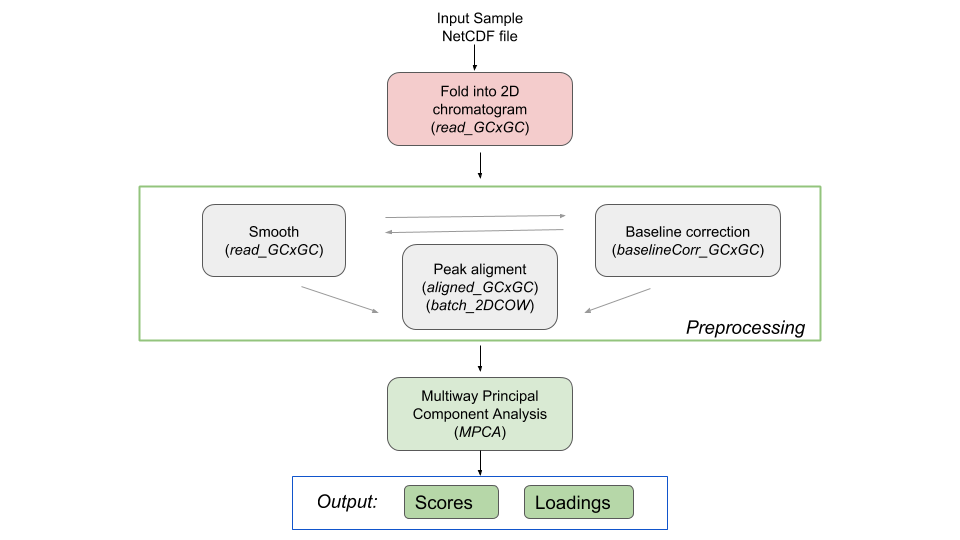 Input Sample
NetCDF file
Fold into 2D
chromatogram
(read_GCxGC)
Smooth
(read_GCxGC)
Baseline correction
(baselineCorr_GCxGC)
Peak aligment
(aligned_GCxGC)
(batch_2DCOW)
Preprocessing
Multiway Principal
Component Analysis
(MPCA)
Output:
Scores
Loadings